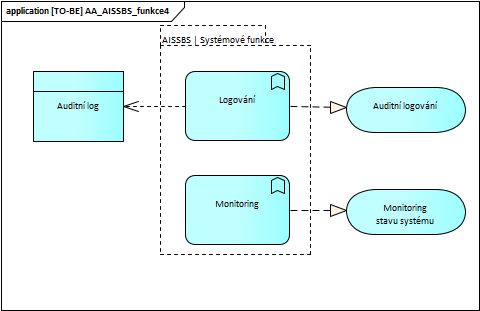 application [TO-BE] AA_AISSBS_funkce4
AISSBS | Systémové funkce
Auditní log
Logování
Auditní logování
Monitoring
Monitoring
stavu systému